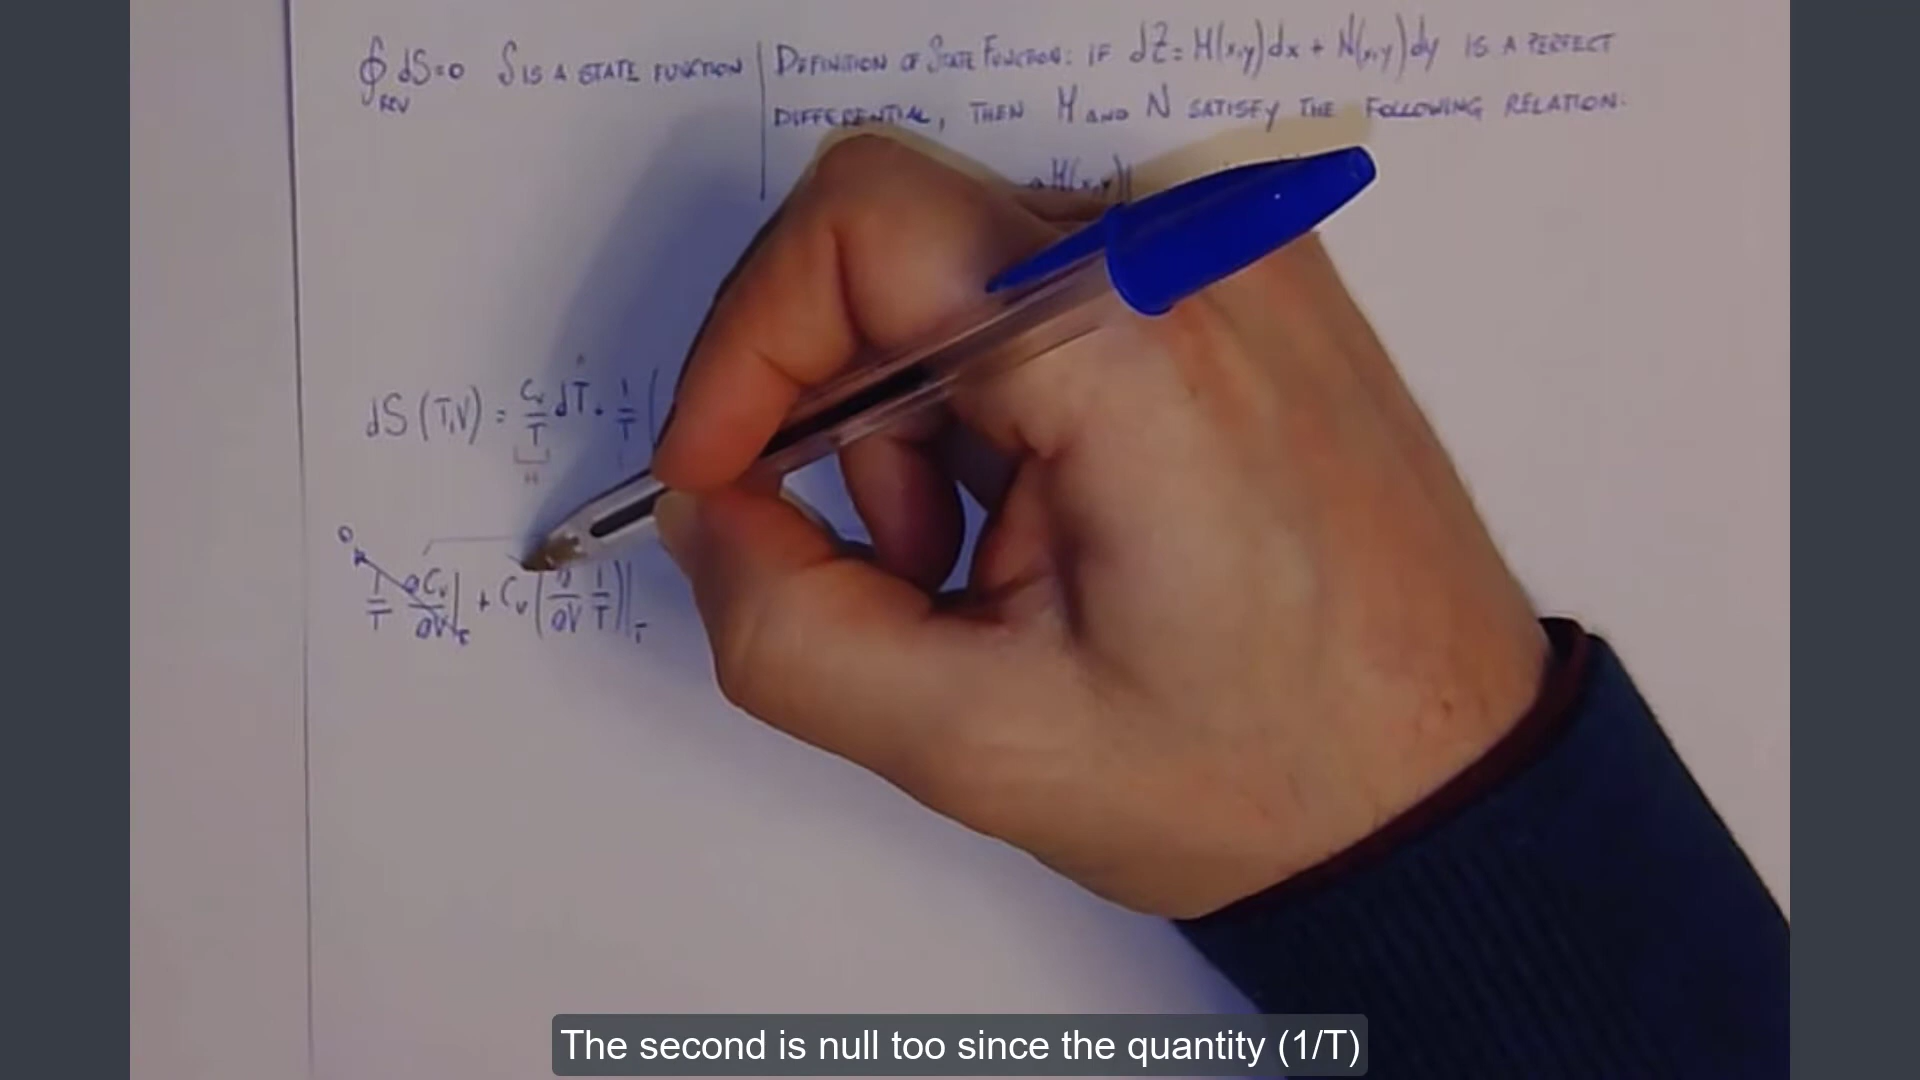 ∮ dS=0 S IS A STATE FUNCTION | DEFINITION OF STATE FUNCTION: IF dZ= M(x,y)dx + N(x,y)dy IS A PERFECT
REV
DIFFERENTIAL, THEN M AND N SATISFY THE FOLLOWING RELATION.
∂M(x,y)|
dS (T,V) = Cv/T dT + 1/T (
M
0
1/T ∂Cv/∂V|T + Cv (∂/∂V 1/T)|T
The second is null too since the quantity (1/T)